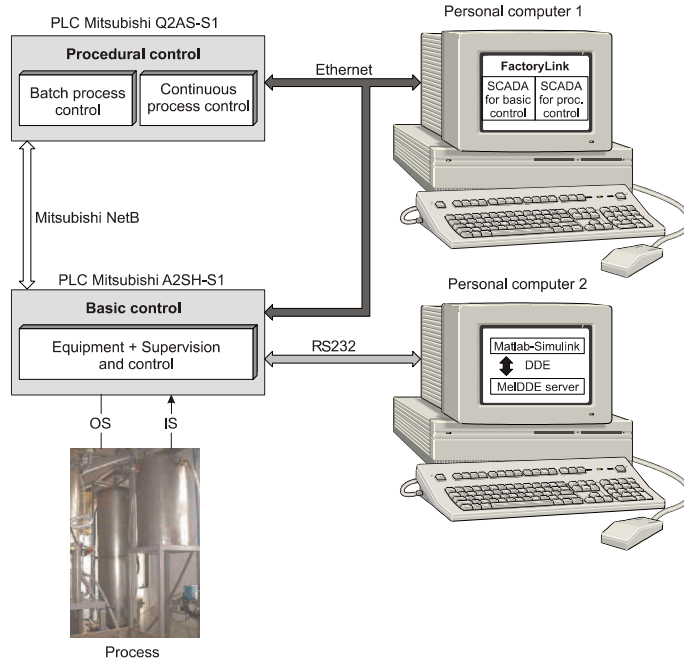 PLC Mitsubishi Q2AS-S1
Procedural control
Batch process
control
Continuous
process control
Ethernet
Personal computer 1
FactoryLink
SCADA
for basic
control
SCADA
for proc.
control
Mitsubishi NetB
PLC Mitsubishi A2SH-S1
Basic control
Equipment + Supervision
and control
RS232
Personal computer 2
Matlab-Simulink
DDE
MelDDE server
OS
IS
Process